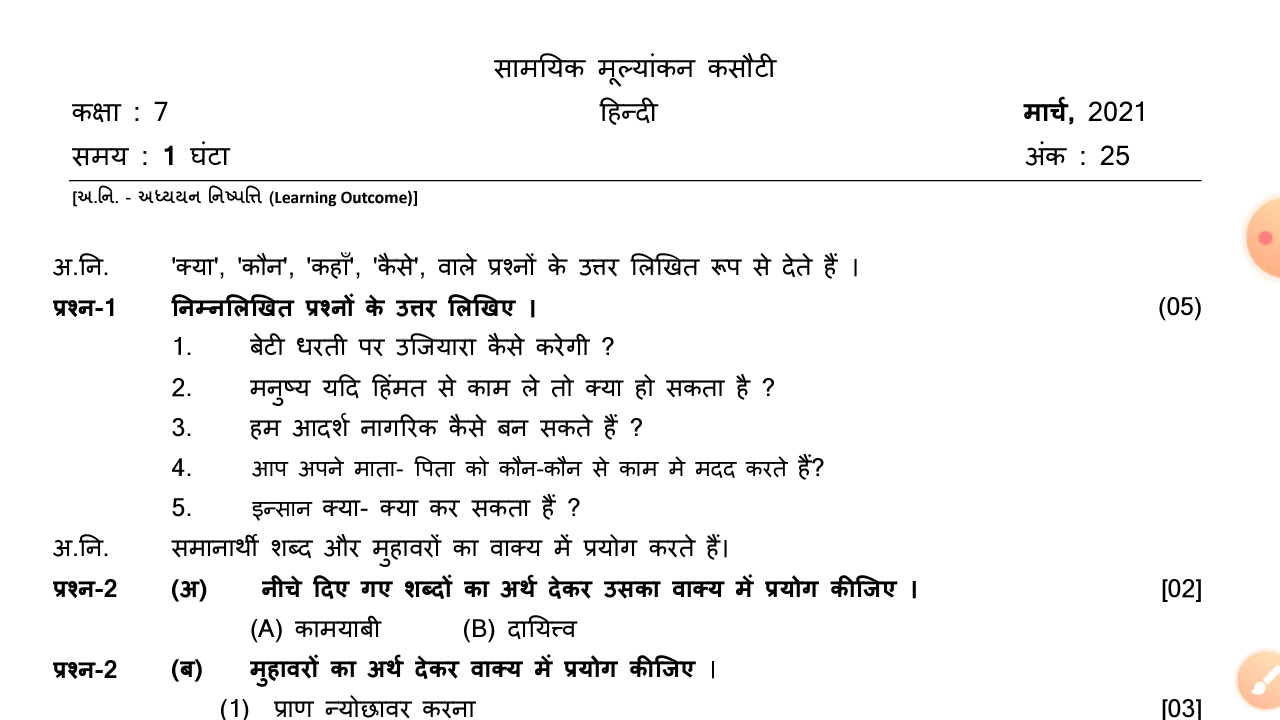 सामयिक मूल्यांकन कसौटी
कक्षा : 7 हिन्दी मार्च, 2021
समय : 1 घंटा अंक : 25
[અ.નિ. - અધ્યયન નિષ્પત્તિ (Learning Outcome)]
अ.नि. 'क्या', 'कौन', 'कहाँ', 'कैसे', वाले प्रश्नों के उत्तर लिखित रूप से देते हैं ।
प्रश्न-1 निम्नलिखित प्रश्नों के उत्तर लिखिए । (05)
1. बेटी धरती पर उजियारा कैसे करेगी ?
2. मनुष्य यदि हिंमत से काम ले तो क्या हो सकता है ?
3. हम आदर्श नागरिक कैसे बन सकते हैं ?
4. आप अपने माता- पिता को कौन-कौन से काम मे मदद करते हैं?
5. इन्सान क्या- क्या कर सकता हैं ?
अ.नि. समानार्थी शब्द और मुहावरों का वाक्य में प्रयोग करते हैं।
प्रश्न-2 (अ) नीचे दिए गए शब्दों का अर्थ देकर उसका वाक्य में प्रयोग कीजिए । [02]
(A) कामयाबी (B) दायित्त्व
प्रश्न-2 (ब) मुहावरों का अर्थ देकर वाक्य में प्रयोग कीजिए |
(1) प्राण न्योछावर करना [03]